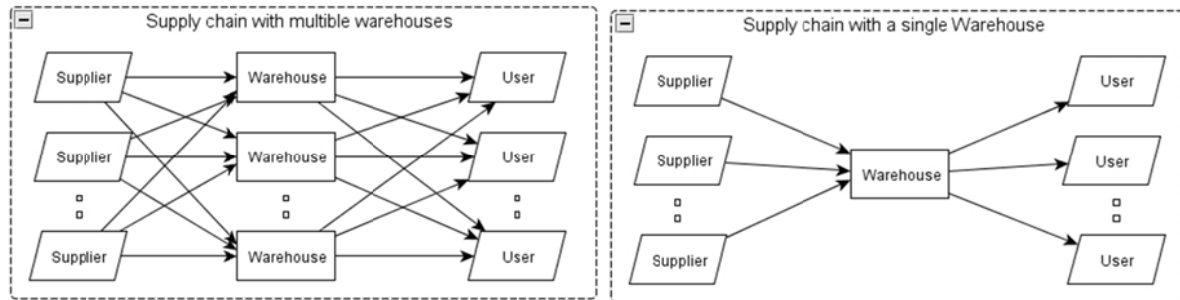 Supply chain with multible warehouses
Supplier Warehouse User
Supplier Warehouse User
Supplier Warehouse User
Supply chain with a single Warehouse
Supplier User
Supplier Warehouse User
Supplier User